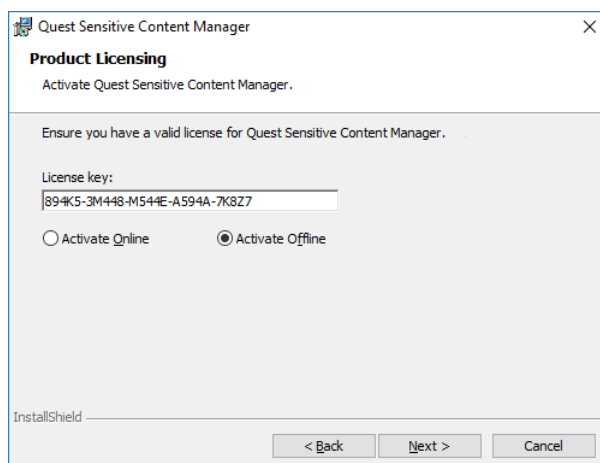 Quest Sensitive Content Manager
Product Licensing
Activate Quest Sensitive Content Manager.
Ensure you have a valid license for Quest Sensitive Content Manager.
License key:
894K5-3M448-M544E-A594A-7K8Z7
Activate Online
Activate Offline
InstallShield
< Back
Next >
Cancel